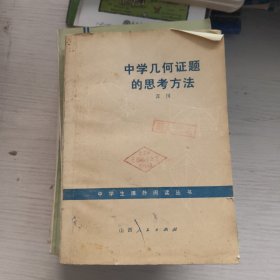 中学几何证题
的思考方法
中学生课外阅读丛书
山西人民出版社